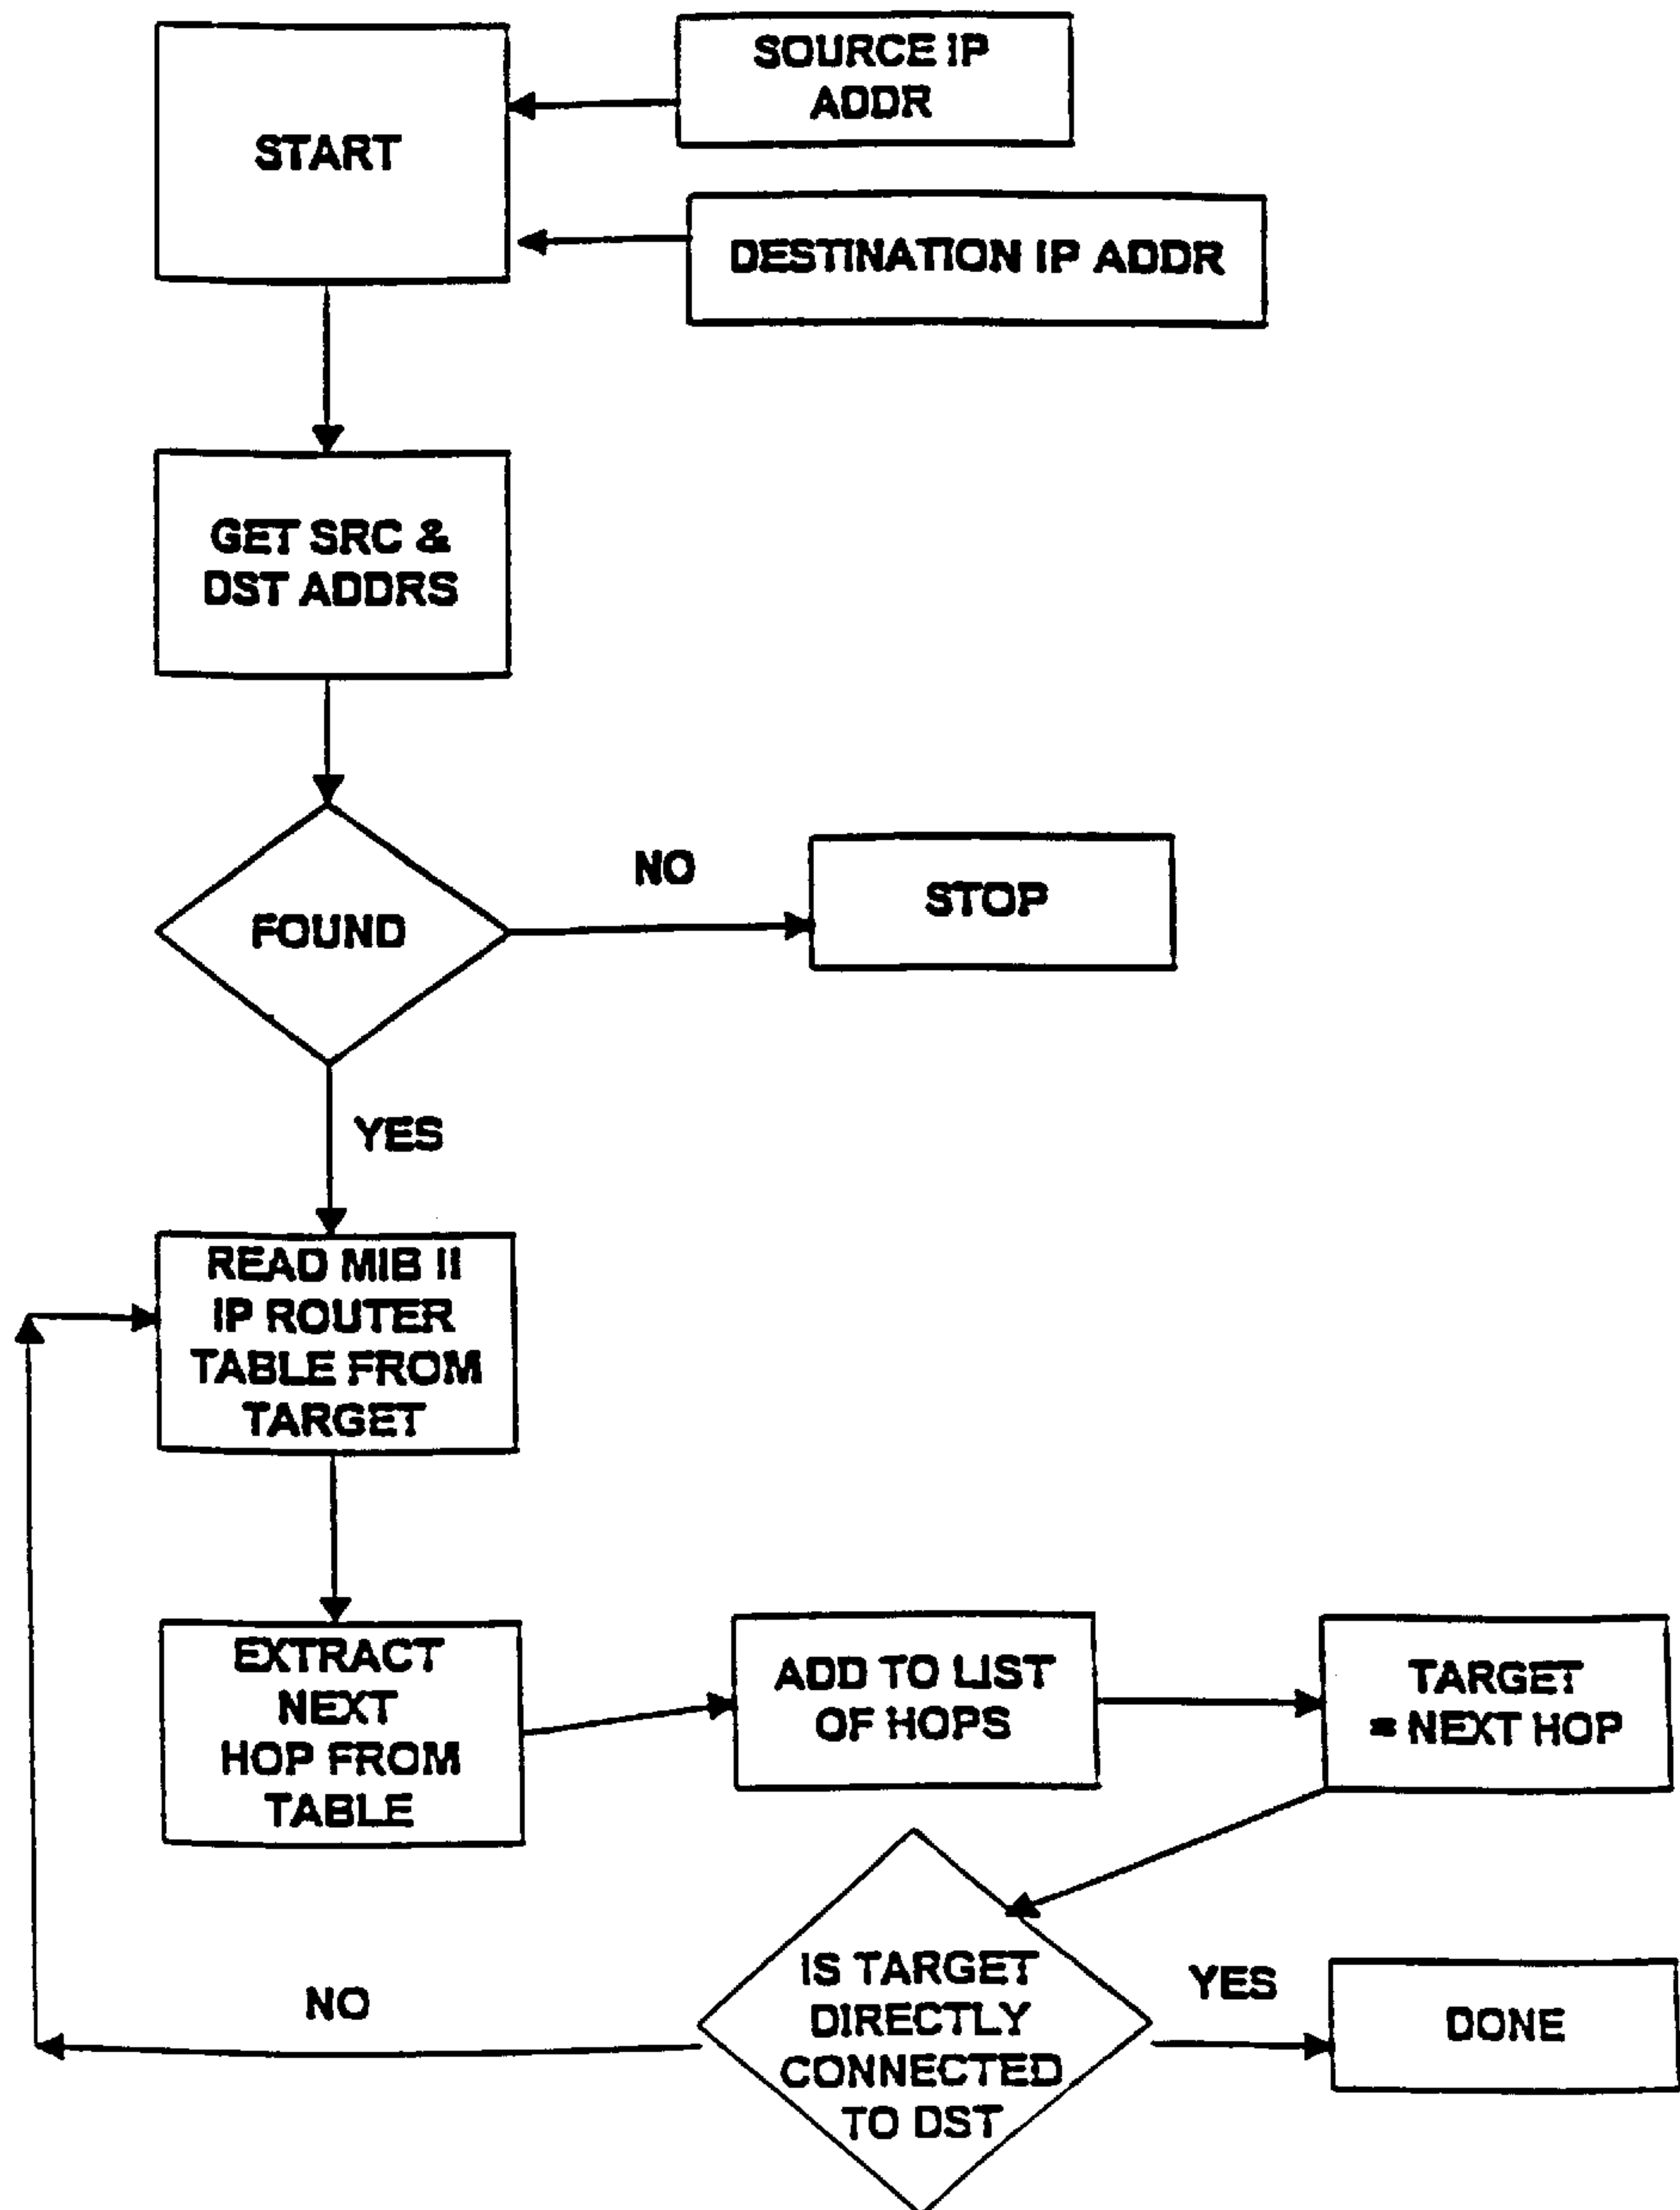 SOURCE IP
ADDR
START
DESTINATION IP ADDR
GET SRC &
DST ADDRS
FOUND
NO
STOP
YES
READ MIB II
IP ROUTER
TABLE FROM
TARGET
EXTRACT
NEXT
HOP FROM
TABLE
ADD TO LIST
OF HOPS
TARGET
= NEXT HOP
IS TARGET
DIRECTLY
CONNECTED
TO DST
NO
YES
DONE